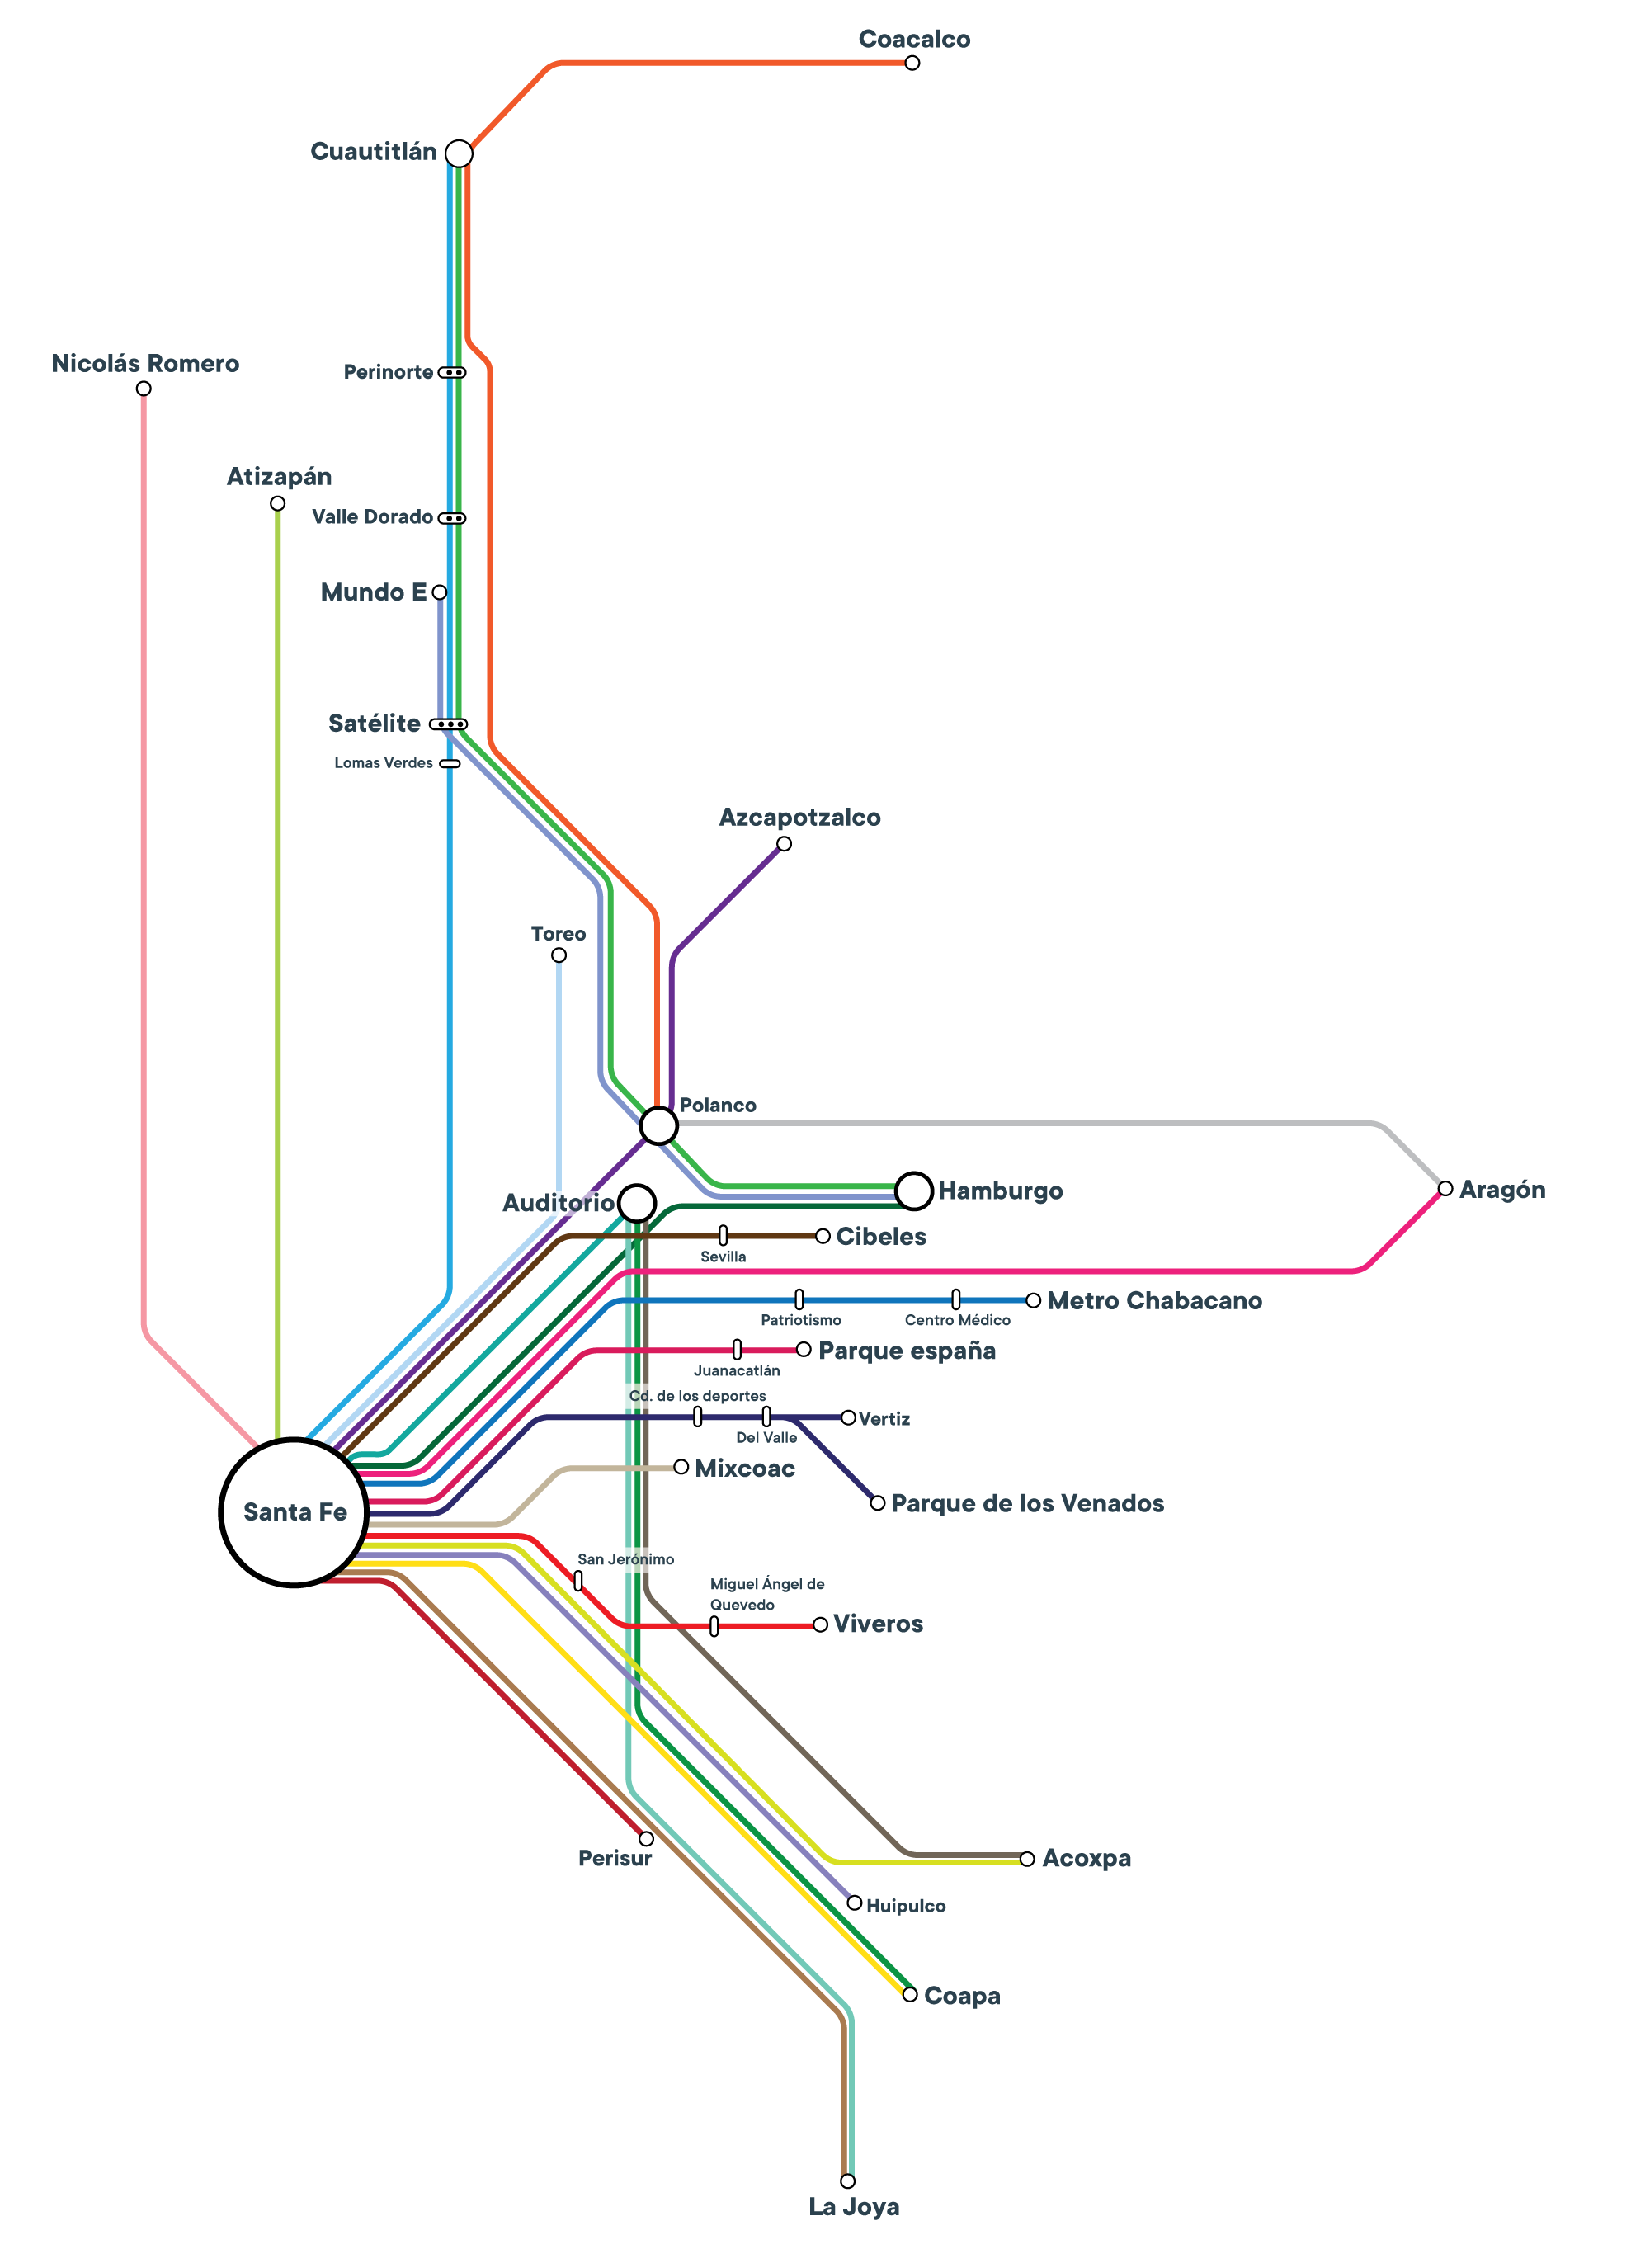 Coacalco
Cuautitlán
Nicolás Romero
Perinorte
Atizapán
Valle Dorado
Mundo E
Satélite
Lomas Verdes
Azcapotzalco
Toreo
Polanco
Hamburgo
Aragón
Auditorio
Cibeles
Sevilla
Metro Chabacano
Patriotismo
Centro Médico
Parque españa
Juanacatlán
Cd. de los deportes
Vertiz
Del Valle
Mixcoac
Parque de los Venados
Santa Fe
San Jerónimo
Miguel Ángel de
Quevedo
Viveros
Perisur
Acoxpa
Huipulco
Coapa
La Joya